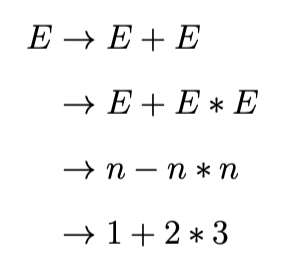 E → E + E
→ E + E * E
→ n − n * n
→ 1 + 2 * 3